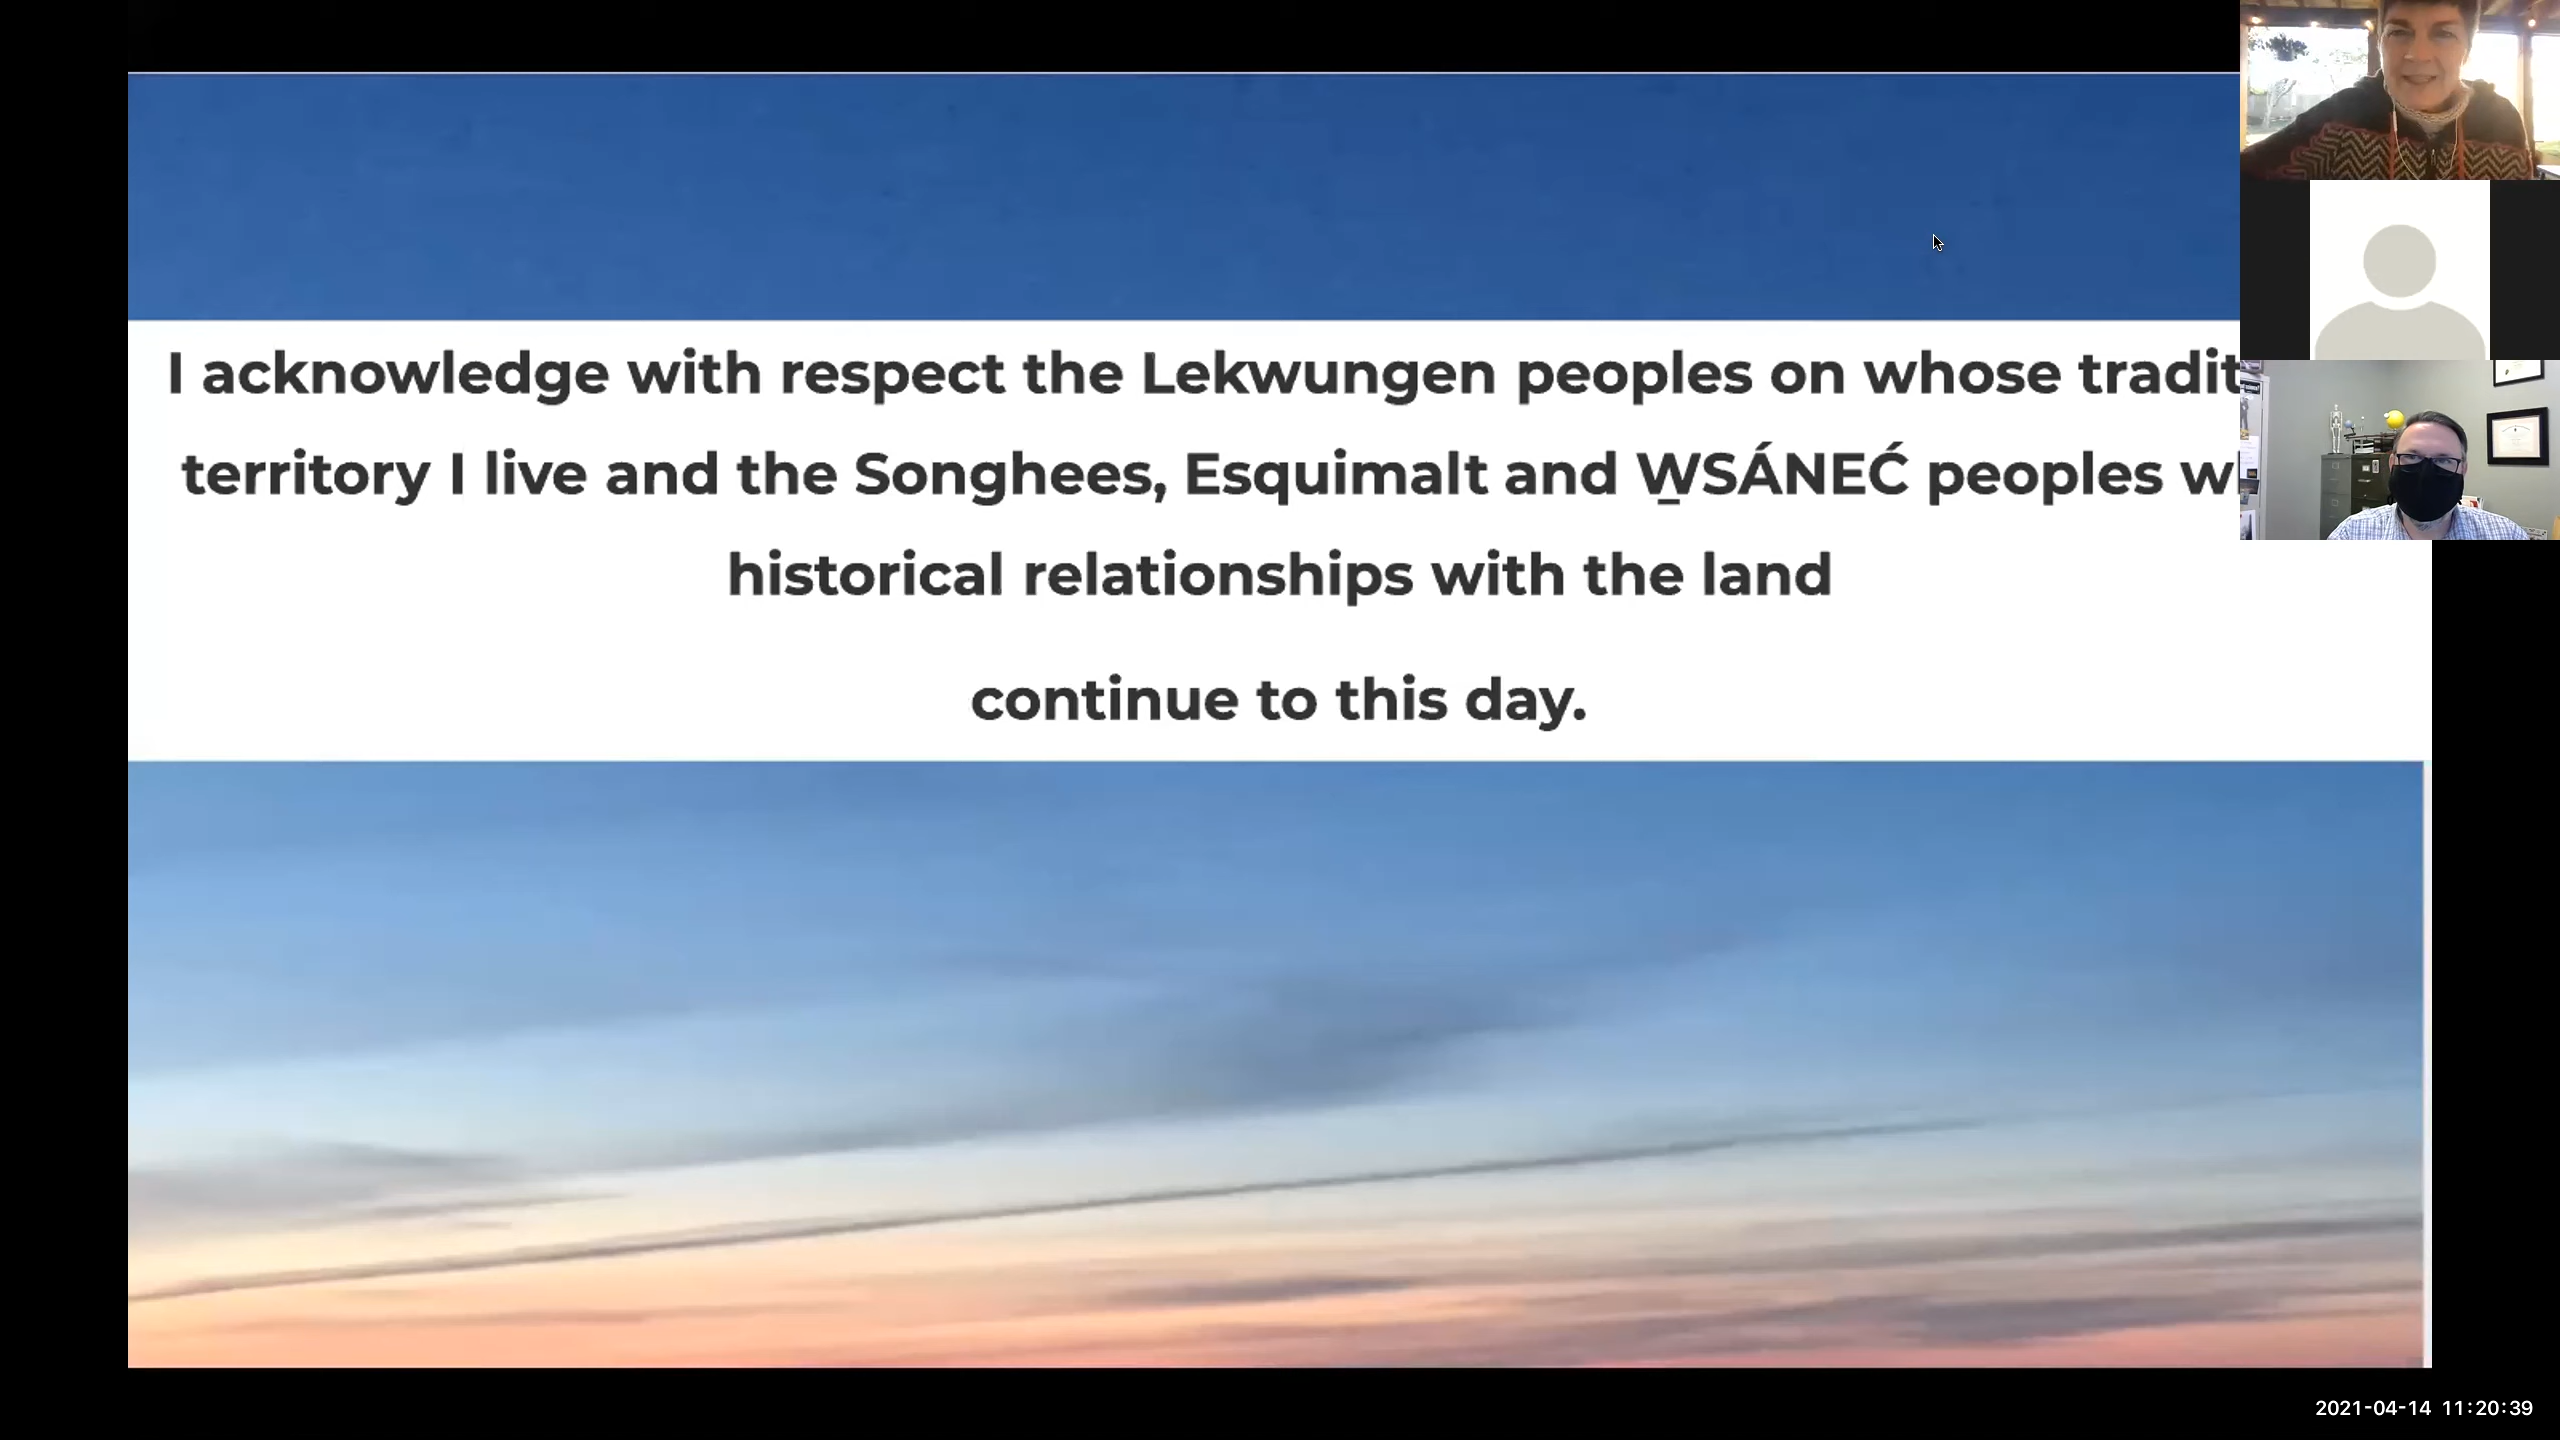 I acknowledge with respect the Lekwungen peoples on whose
territory I live and the Songhees, Esquimalt and W̱SÁNEĆ peoples
historical relationships with the land
continue to this day.
2021-04-14 11:20:39